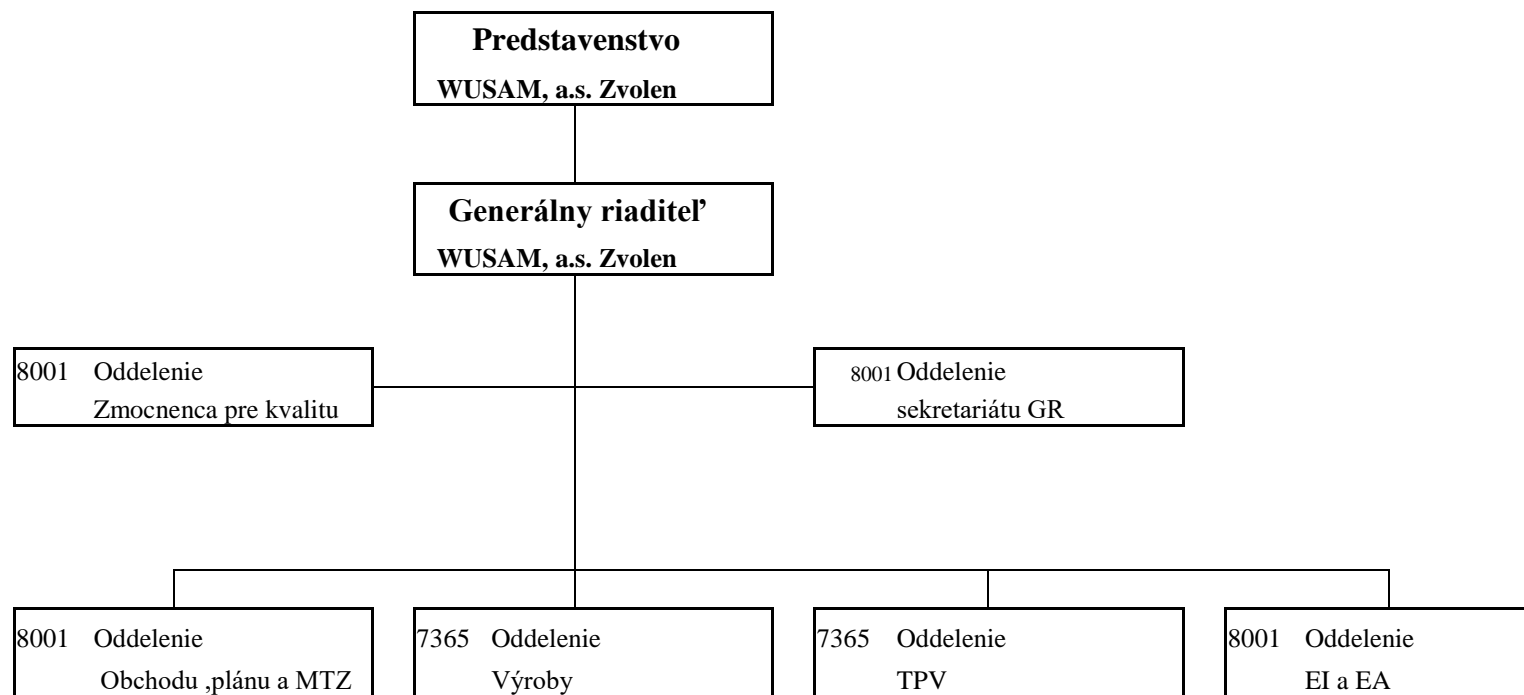 Predstavenstvo
WUSAM, a.s. Zvolen
Generálny riaditeľ
WUSAM, a.s. Zvolen
8001 Oddelenie
Zmocnenca pre kvalitu
8001 Oddelenie
sekretariátu GR
8001 Oddelenie
Obchodu ,plánu a MTZ
7365 Oddelenie
Výroby
7365 Oddelenie
TPV
8001 Oddelenie
EI a EA